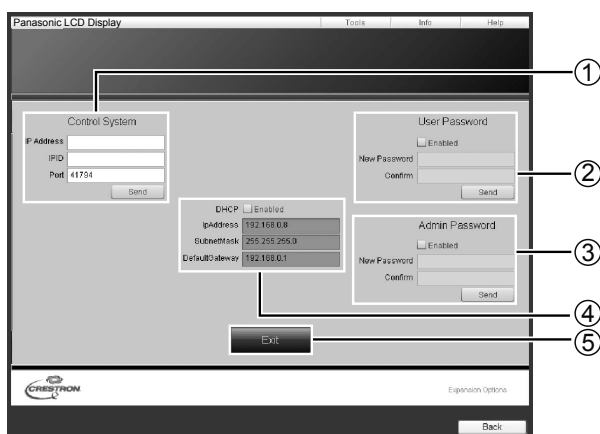 Panasonic LCD Display
Tools Info Help
①
Control System
IP Address
IPID
Port 41794
Send
User Password
Enabled
New Password
Confirm
Send
②
Admin Password
Enabled
New Password
Confirm
Send
③
DHCP Enabled
IpAddress 192.168.0.8
SubnetMask 255.255.255.0
DefaultGateway 192.168.0.1
④
Exit
⑤
CRESTRON
Expansion Options
Back